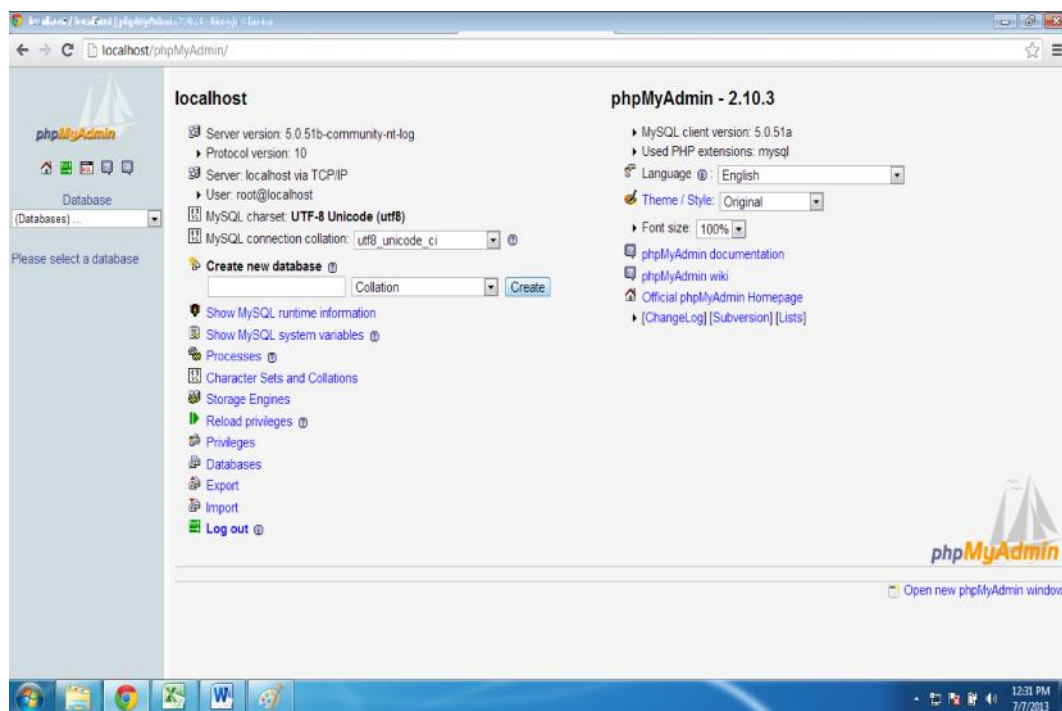 localhost/phpMyAdmin/
phpMyAdmin
Database
(Databases) ...
Please select a database
localhost
Server version: 5.0.51b-community-nt-log
Protocol version: 10
Server: localhost via TCP/IP
User: root@localhost
MySQL charset: UTF-8 Unicode (utf8)
MySQL connection collation: utf8_unicode_ci
Create new database
Collation Create
Show MySQL runtime information
Show MySQL system variables
Processes
Character Sets and Collations
Storage Engines
Reload privileges
Privileges
Databases
Export
Import
Log out
phpMyAdmin - 2.10.3
MySQL client version: 5.0.51a
Used PHP extensions: mysql
Language : English
Theme / Style: Original
Font size: 100%
phpMyAdmin documentation
phpMyAdmin wiki
Official phpMyAdmin Homepage
[ChangeLog] [Subversion] [Lists]
phpMyAdmin
Open new phpMyAdmin window
12:31 PM
7/7/2013